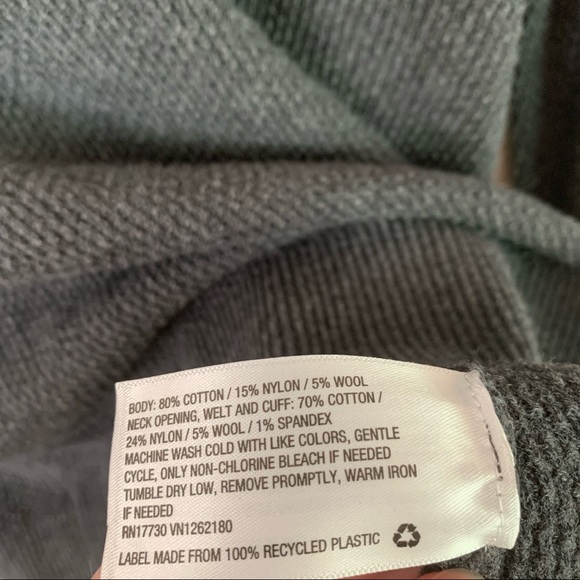 BODY: 80% COTTON / 15% NYLON / 5% WOOL
NECK OPENING, WELT AND CUFF: 70% COTTON /
24% NYLON / 5% WOOL / 1% SPANDEX
MACHINE WASH COLD WITH LIKE COLORS, GENTLE
CYCLE, ONLY NON-CHLORINE BLEACH IF NEEDED
TUMBLE DRY LOW, REMOVE PROMPTLY, WARM IRON
IF NEEDED
RN17730 VN1262180
LABEL MADE FROM 100% RECYCLED PLASTIC